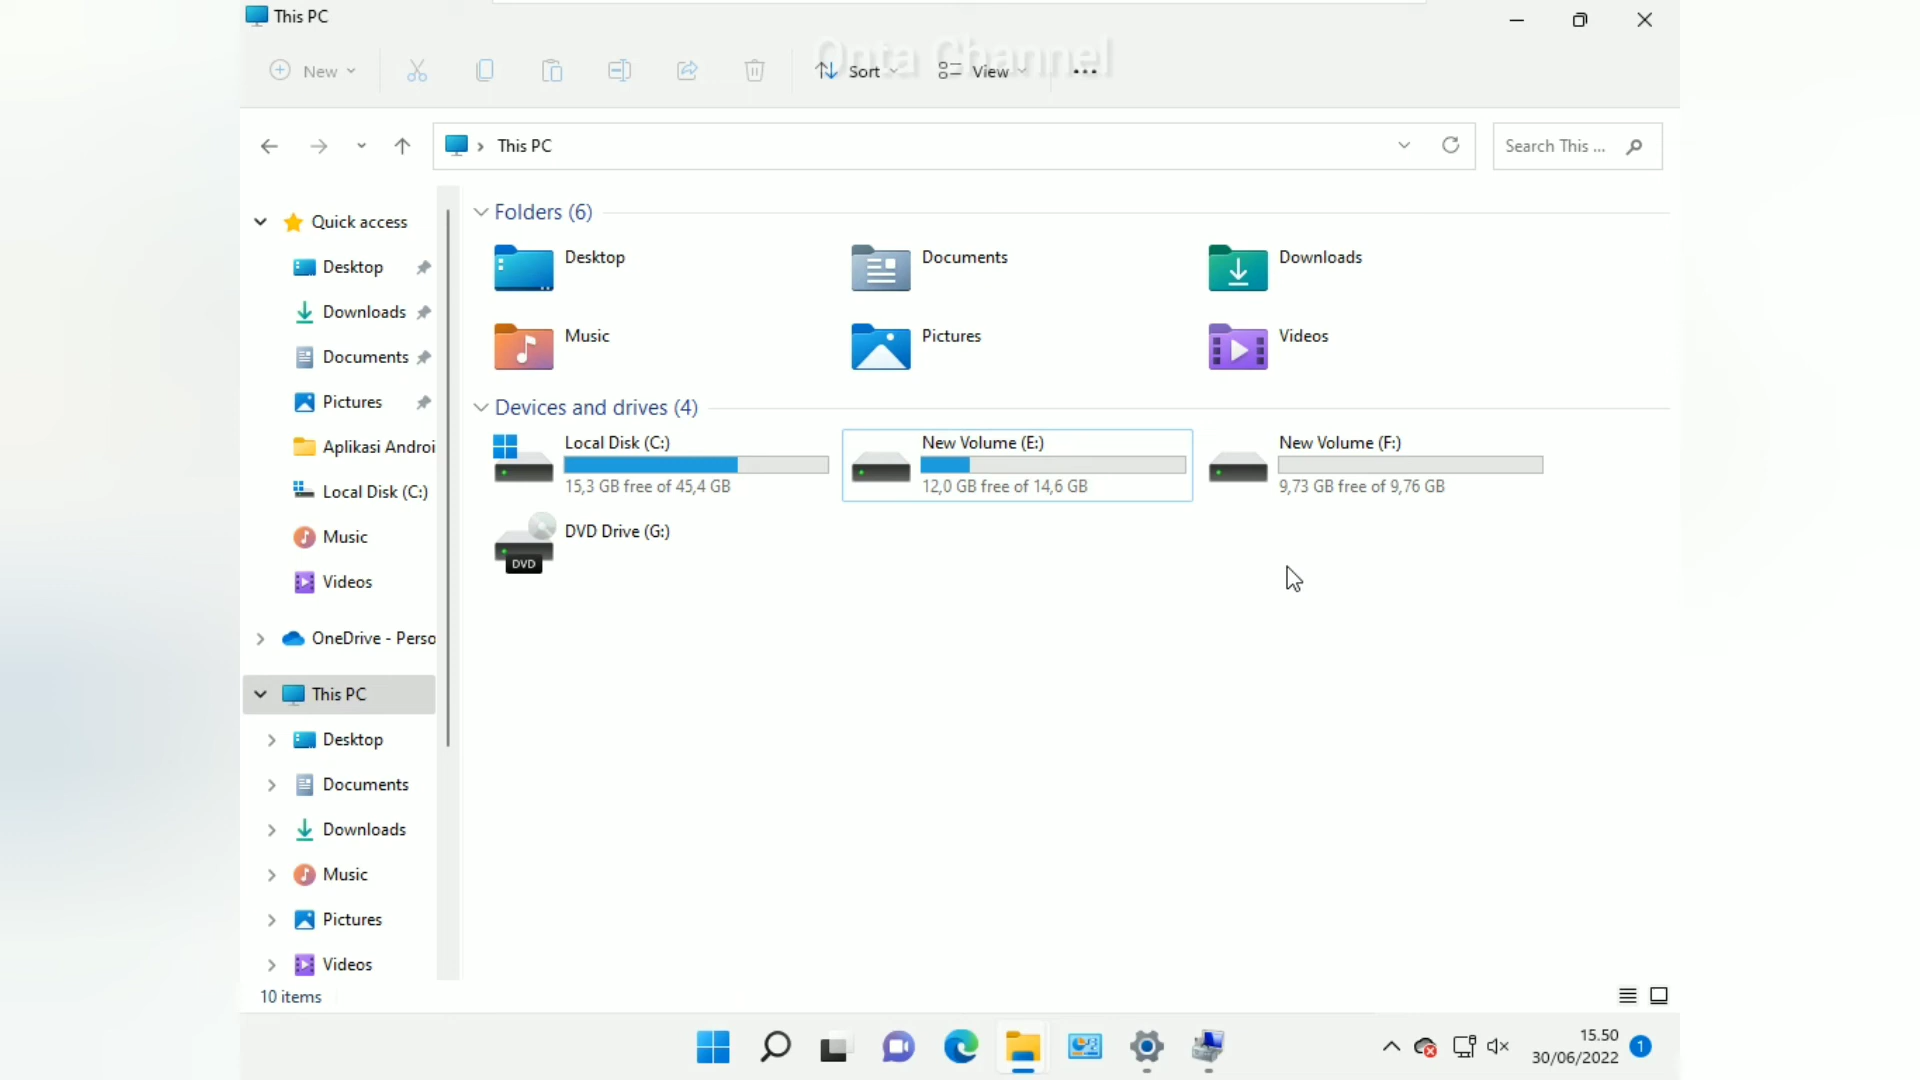 This PC
Onta Channel
New
Sort
View
This PC
Search This ...
Quick access
Desktop
Downloads
Documents
Pictures
Aplikasi Androi
Local Disk (C:)
Music
Videos
OneDrive - Perso
This PC
Desktop
Documents
Downloads
Music
Pictures
Videos
Folders (6)
Desktop
Documents
Downloads
Music
Pictures
Videos
Devices and drives (4)
Local Disk (C:)
15,3 GB free of 45,4 GB
New Volume (E:)
12,0 GB free of 14,6 GB
New Volume (F:)
9,73 GB free of 9,76 GB
DVD
DVD Drive (G:)
10 items
15.50
30/06/2022
1